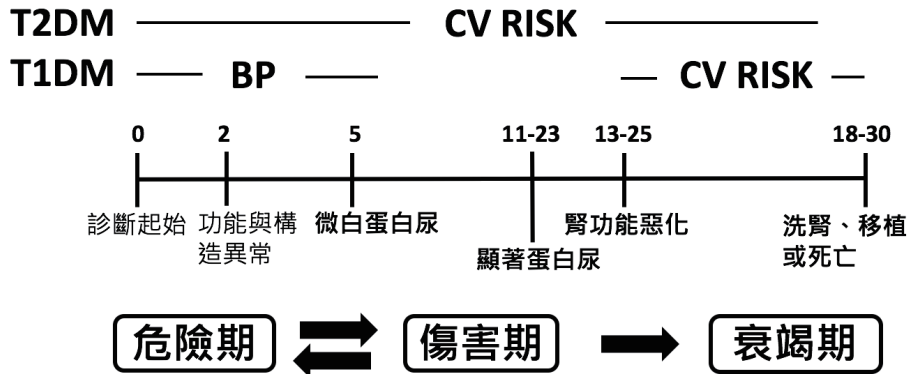 T2DM CV RISK
T1DM BP CV RISK
0 2 5 11-23 13-25 18-30
診斷起始
功能與構
造異常
微白蛋白尿
顯著蛋白尿
腎功能惡化
洗腎、移植
或死亡
危險期 傷害期 衰竭期